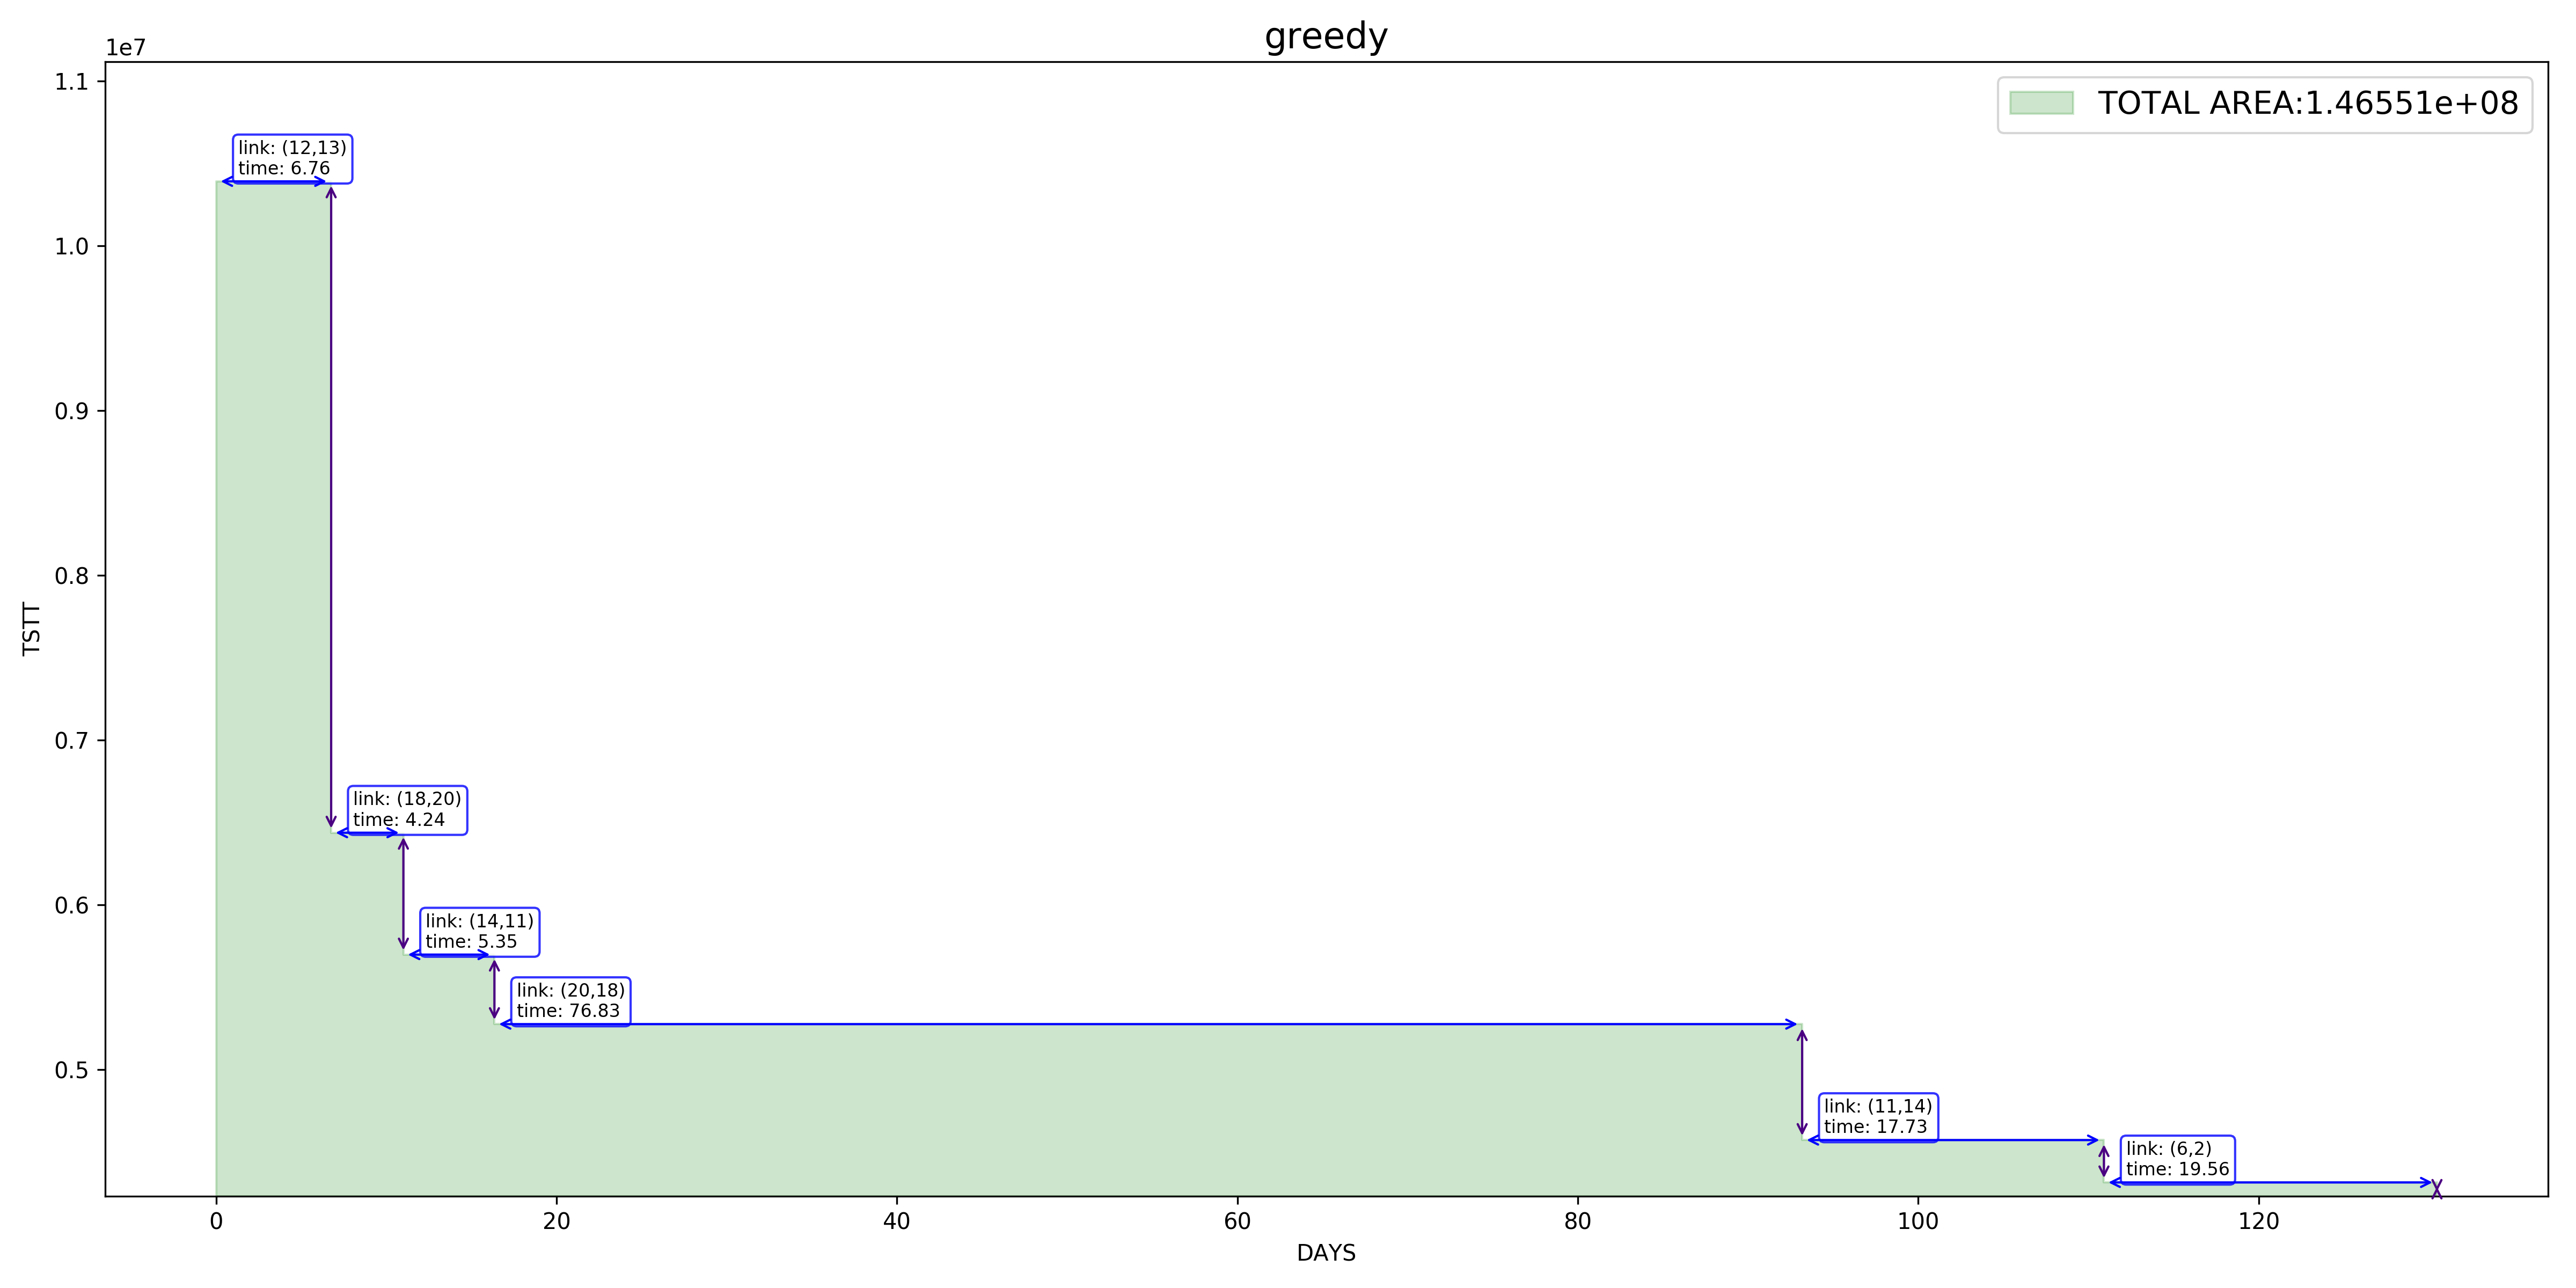 greedy
1e7
TOTAL AREA:1.46551e+08
1.1
1.0
0.9
0.8
0.7
0.6
0.5
TSTT
link: (12,13)
time: 6.76
link: (18,20)
time: 4.24
link: (14,11)
time: 5.35
link: (20,18)
time: 76.83
link: (11,14)
time: 17.73
link: (6,2)
time: 19.56
0
20
40
60
80
100
120
DAYS